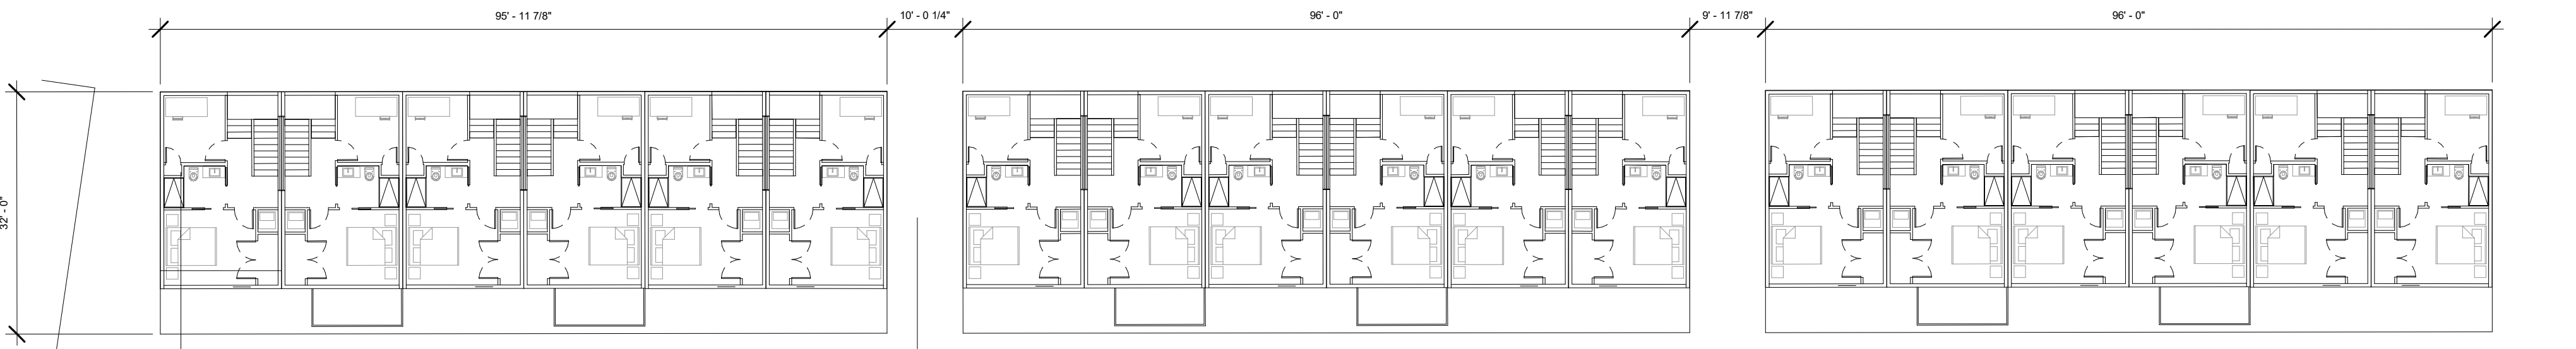 95' - 11 7/8"
10' - 0 1/4"
96' - 0"
9' - 11 7/8"
96' - 0"
32' - 0"